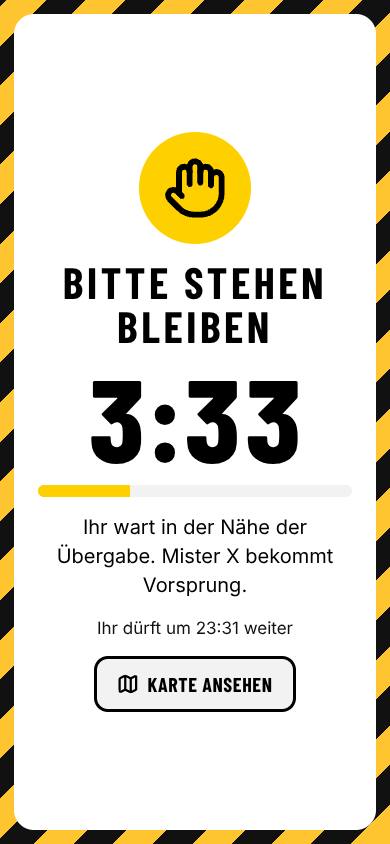 BITTE STEHEN
BLEIBEN
3:33
Ihr wart in der Nähe der
Übergabe. Mister X bekommt
Vorsprung.
Ihr dürft um 23:31 weiter
KARTE ANSEHEN